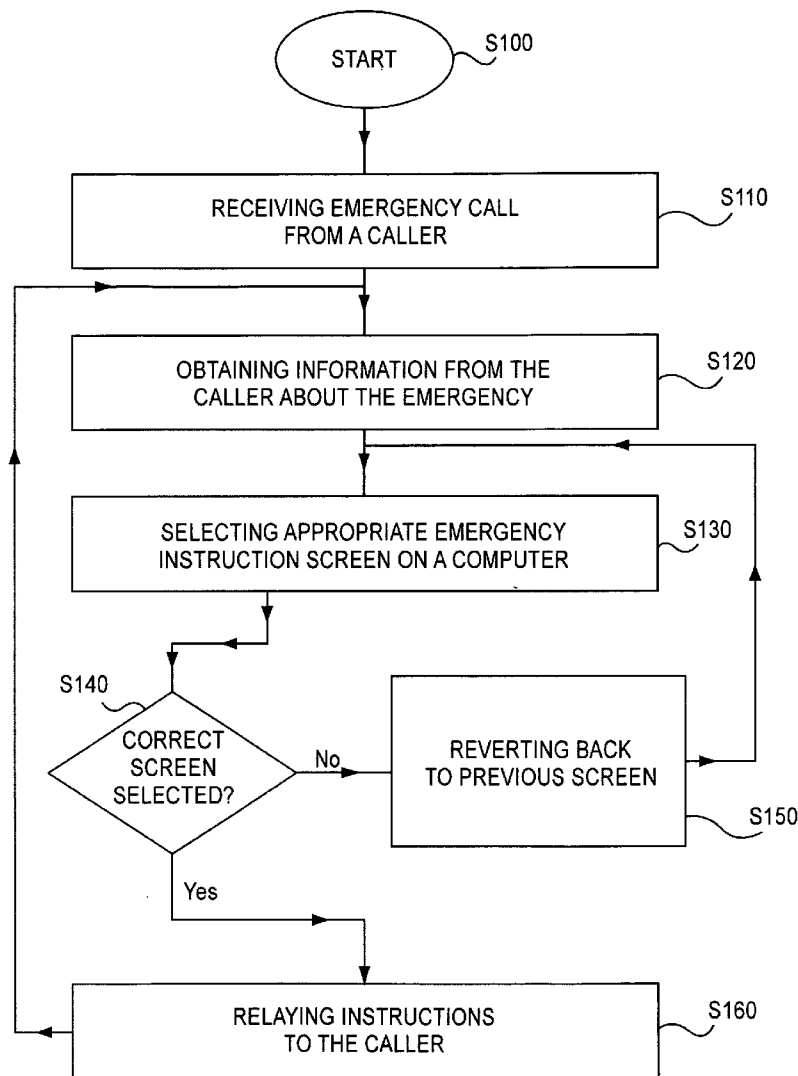 START
S100
RECEIVING EMERGENCY CALL
FROM A CALLER
S110
OBTAINING INFORMATION FROM THE
CALLER ABOUT THE EMERGENCY
S120
SELECTING APPROPRIATE EMERGENCY
INSTRUCTION SCREEN ON A COMPUTER
S130
S140
CORRECT
SCREEN
SELECTED?
No
REVERTING BACK
TO PREVIOUS SCREEN
S150
Yes
RELAYING INSTRUCTIONS
TO THE CALLER
S160